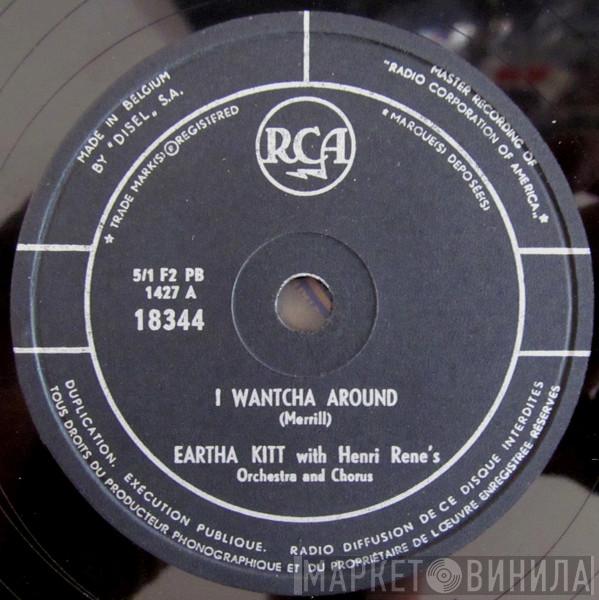 MADE IN BELGIUM
BY "DISEL" S.A.
* TRADE MARK(S) ® REGISTFRED
MASTER RECORDING OF
"RADIO CORPORATION OF AMERICA" *
* MARQUE(S) DEPOSÉE(S)
RCA
5/1 F2 PB
1427 A
18344
I WANTCHA AROUND
(Merrill)
EARTHA KITT with Henri Rene's
Orchestra and Chorus
DUPLICATION. EXÉCUTION PUBLIQUE. RADIO DIFFUSION DE CE DISQUE INTERDITES
TOUS DROITS DU PRODUCTEUR PHONOGRAPHIQUE ET DU PROPRIÉTAIRE DE L'ŒUVRE ENREGISTRÉE RÉSERVÉS
МАРКЕТ ВИНИЛА